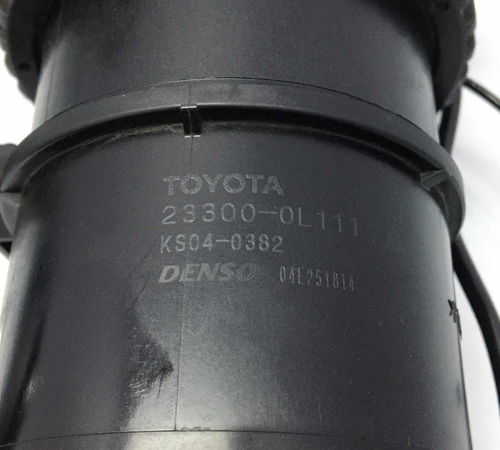 TOYOTA
23300-0L111
KS04-0382
DENSO 04E251814